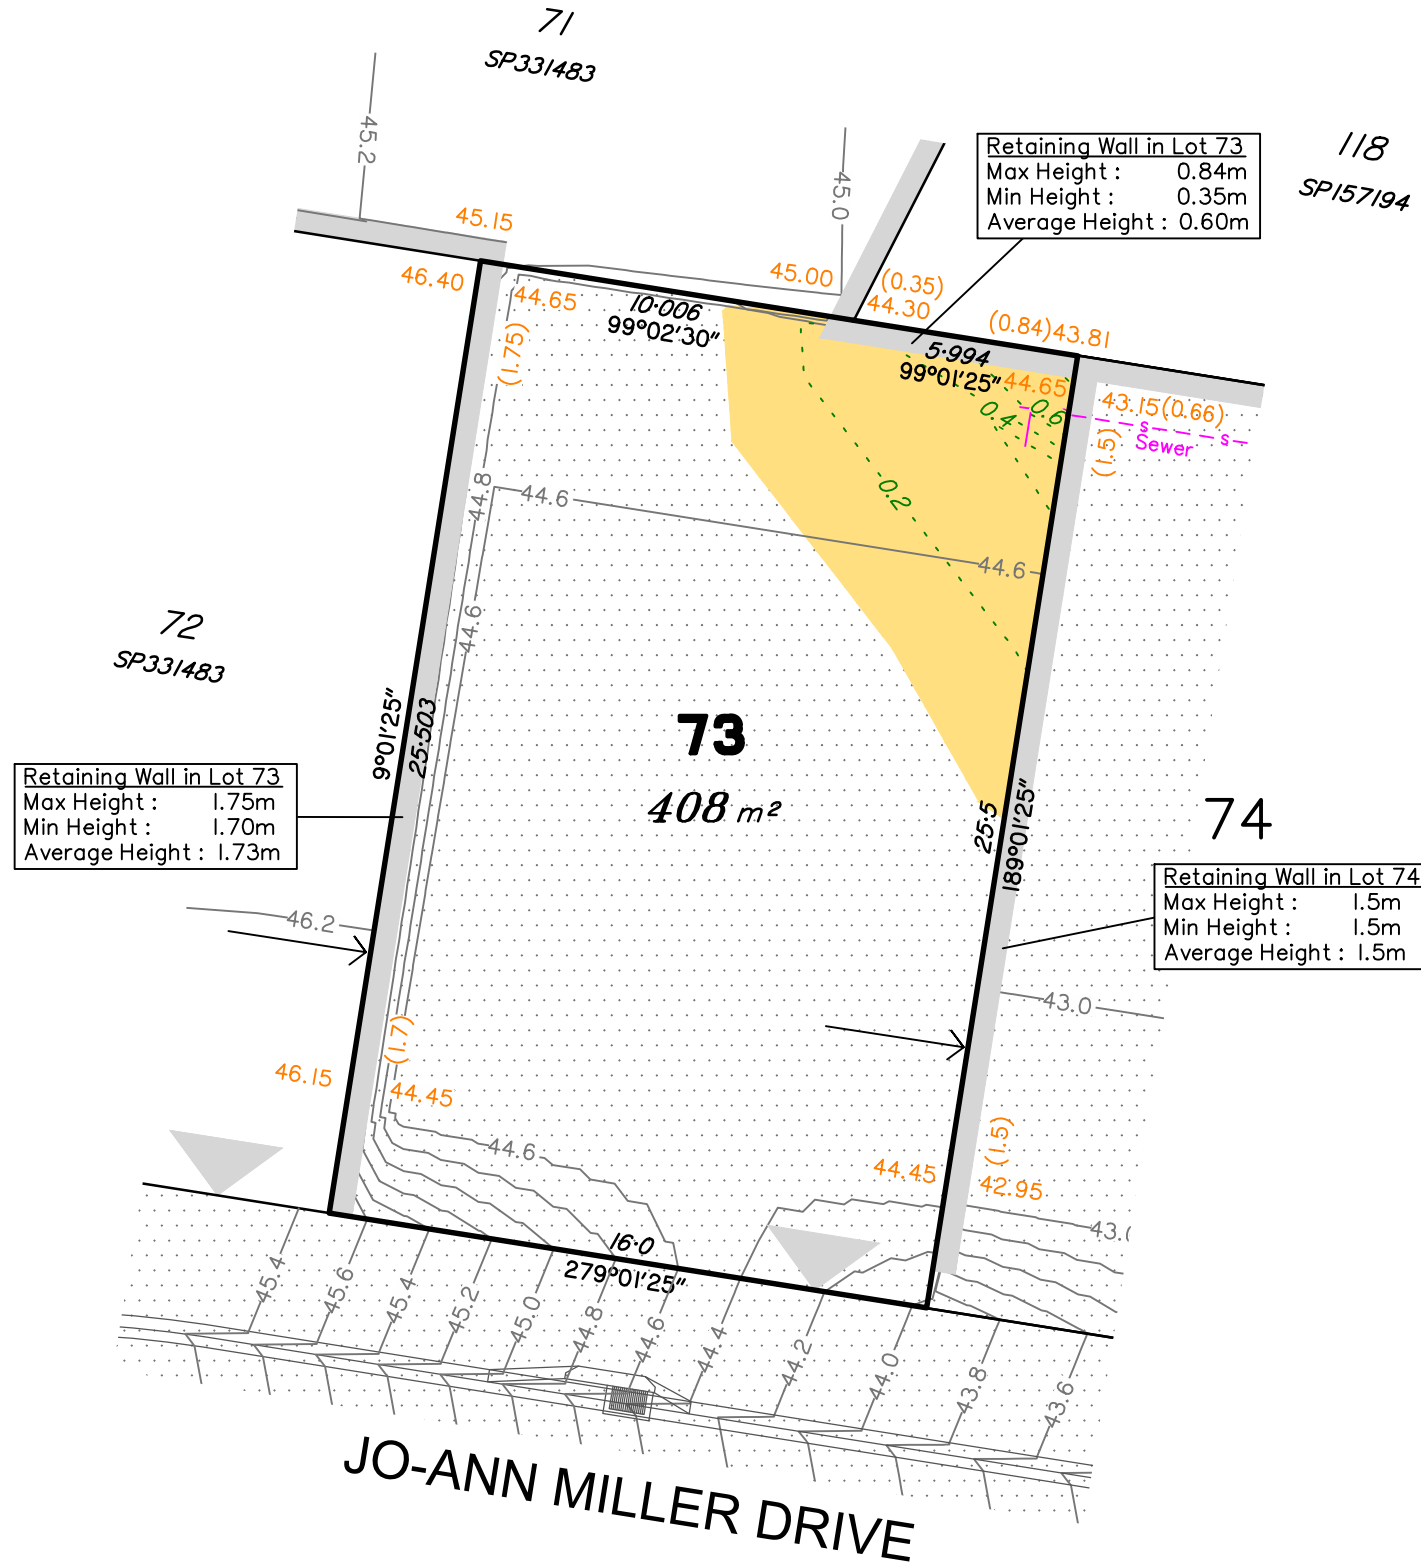 71
SP331483
118
SP157194
Retaining Wall in Lot 73
Max Height : 0.84m
Min Height : 0.35m
Average Height : 0.60m
45.2
45.0
45.15
46.40
44.65
(1.75)
10·006
99°02'30"
45.00
(0.35)
44.30
(0.84)43.81
5·994
99°01'25"
44.65
43.15(0.66)
(1.5)
s
s
Sewer
0.6
0.4
0.2
44.8
44.6
44.6
44.6
72
SP331483
9°01'25"
25·503
73
408 m²
25·5
189°01'25"
74
Retaining Wall in Lot 73
Max Height : 1.75m
Min Height : 1.70m
Average Height : 1.73m
Retaining Wall in Lot 74
Max Height : 1.5m
Min Height : 1.5m
Average Height : 1.5m
46.2
43.0
(1.7)
46.15
44.45
44.6
44.45
(1.5)
42.95
16·0
279°01'25"
45.4
45.6
45.4
45.2
45.0
44.8
44.6
44.4
44.2
44.0
43.8
43.6
JO-ANN MILLER DRIVE